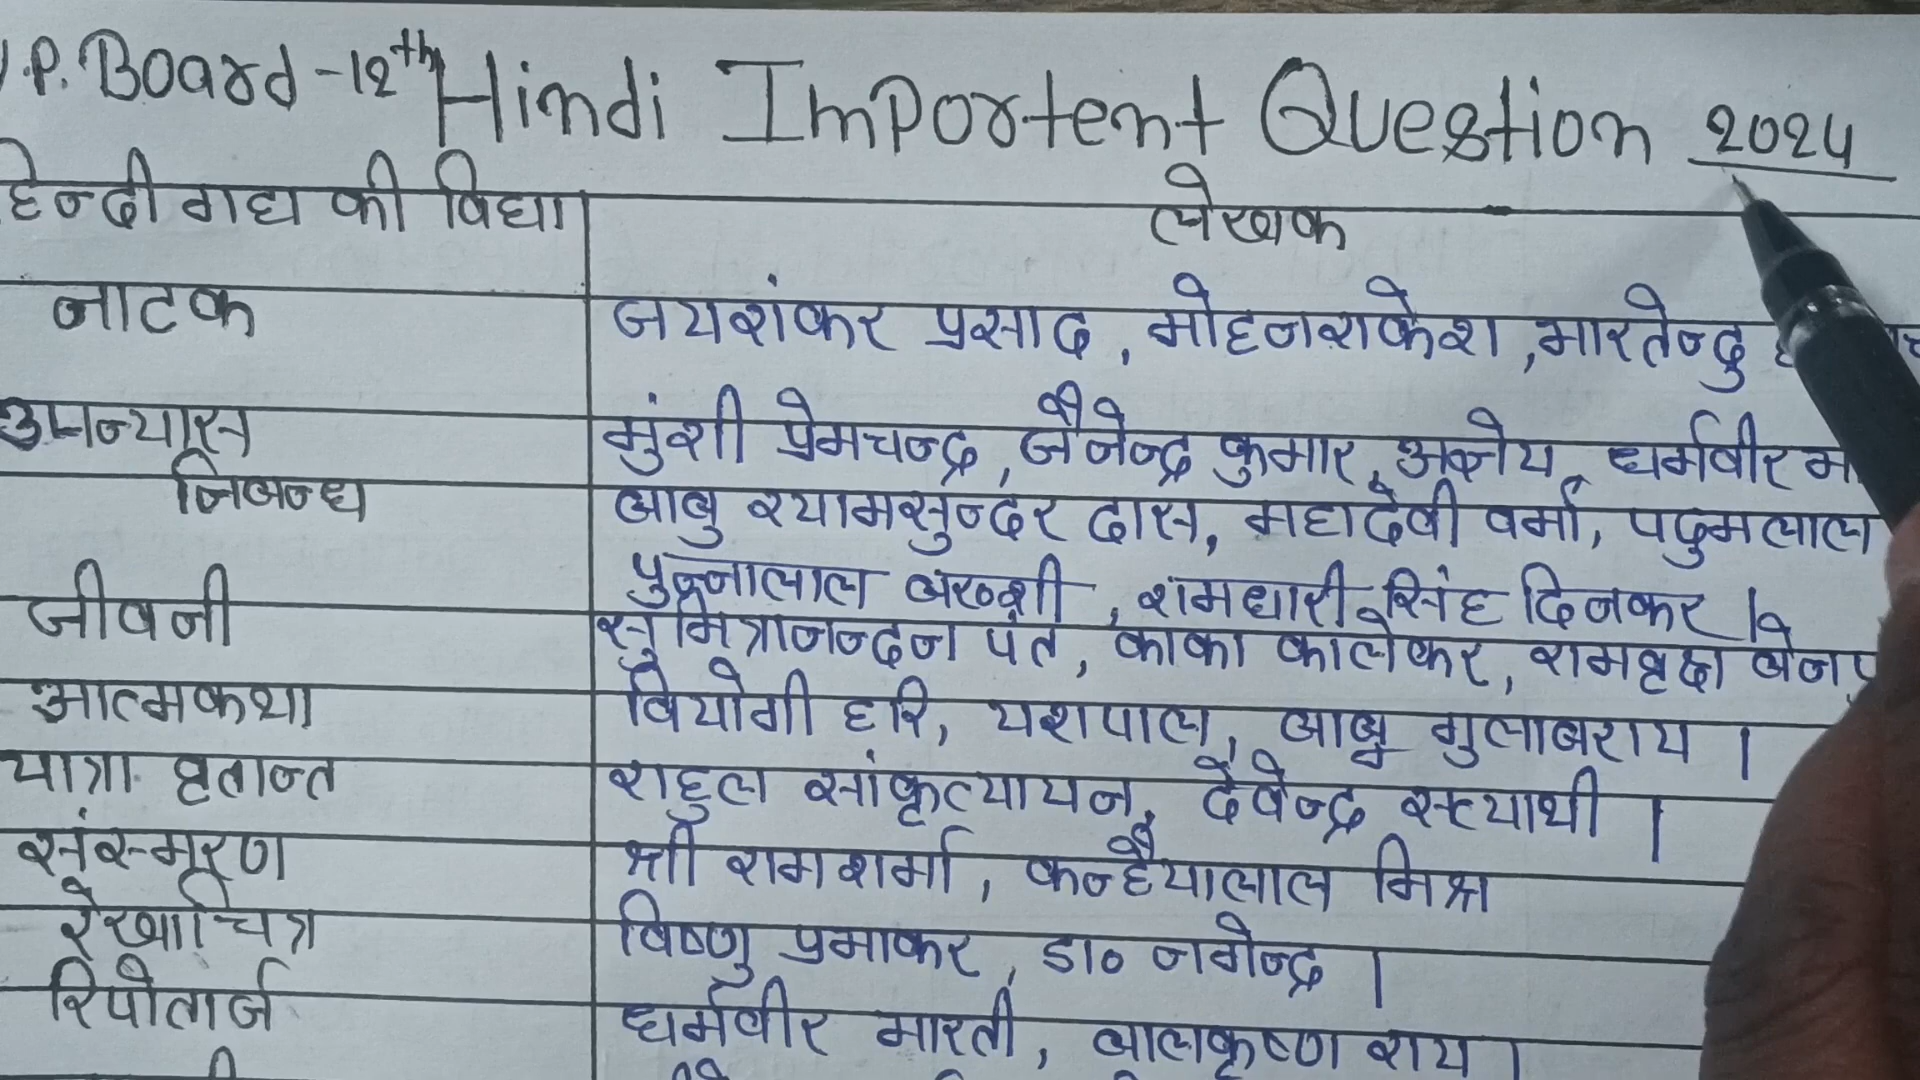 .P. Board - 12th Hindi Importent Question 2024
हिन्दी गद्य की विधा लेखक
नाटक जयशंकर प्रसाद, मोहनराकेश, भारतेन्दु
उपन्यास मुंशी प्रेमचन्द्र, जैनेन्द्र कुमार, अज्ञेय, धर्मवीर
निबन्ध बाबु श्यामसुन्दर दास, महादेवी वर्मा, पदुमलाल
पुन्नालाल बख्शी, रामधारी सिंह दिनकर |
जीवनी सुमित्रानन्दन पंत, काका कालेकर, रामवृक्ष बेनप
आत्मकथा वियोगी हरि, यशपाल, बाबू गुलाबराय |
यात्रा वृतान्त राहुल सांकृत्यायन, देवेन्द्र सत्यार्थी |
संस्मरण श्री राम शर्मा, कन्हैयालाल मिश्र
रेखाचित्र विष्णु प्रभाकर, डा० नगेन्द्र |
रिपोतार्ज धर्मवीर भारती, बालकृष्ण राय |